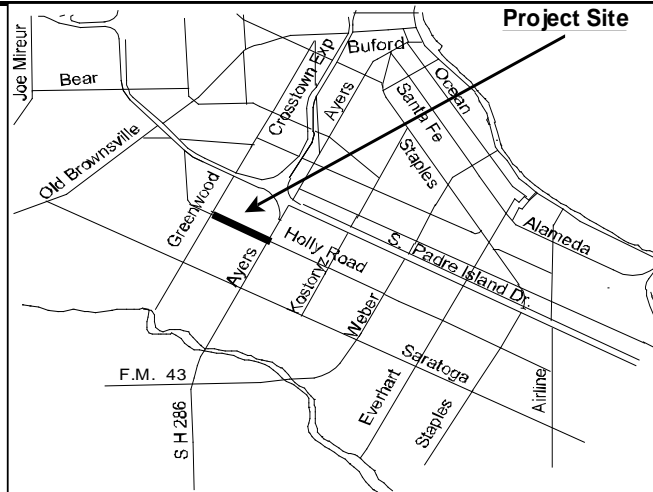 Project Site
Joe Mireur
Bear
Buford
Crosstown Exp
Ayers
Santa Fe
Ocean
Old Brownsville
Staples
Greenwood
Alameda
Ayers
Holly Road
S. Padre Island Dr.
Kostoryz
Weber
Saratoga
F.M. 43
Everhart
Staples
Airline
S H 286